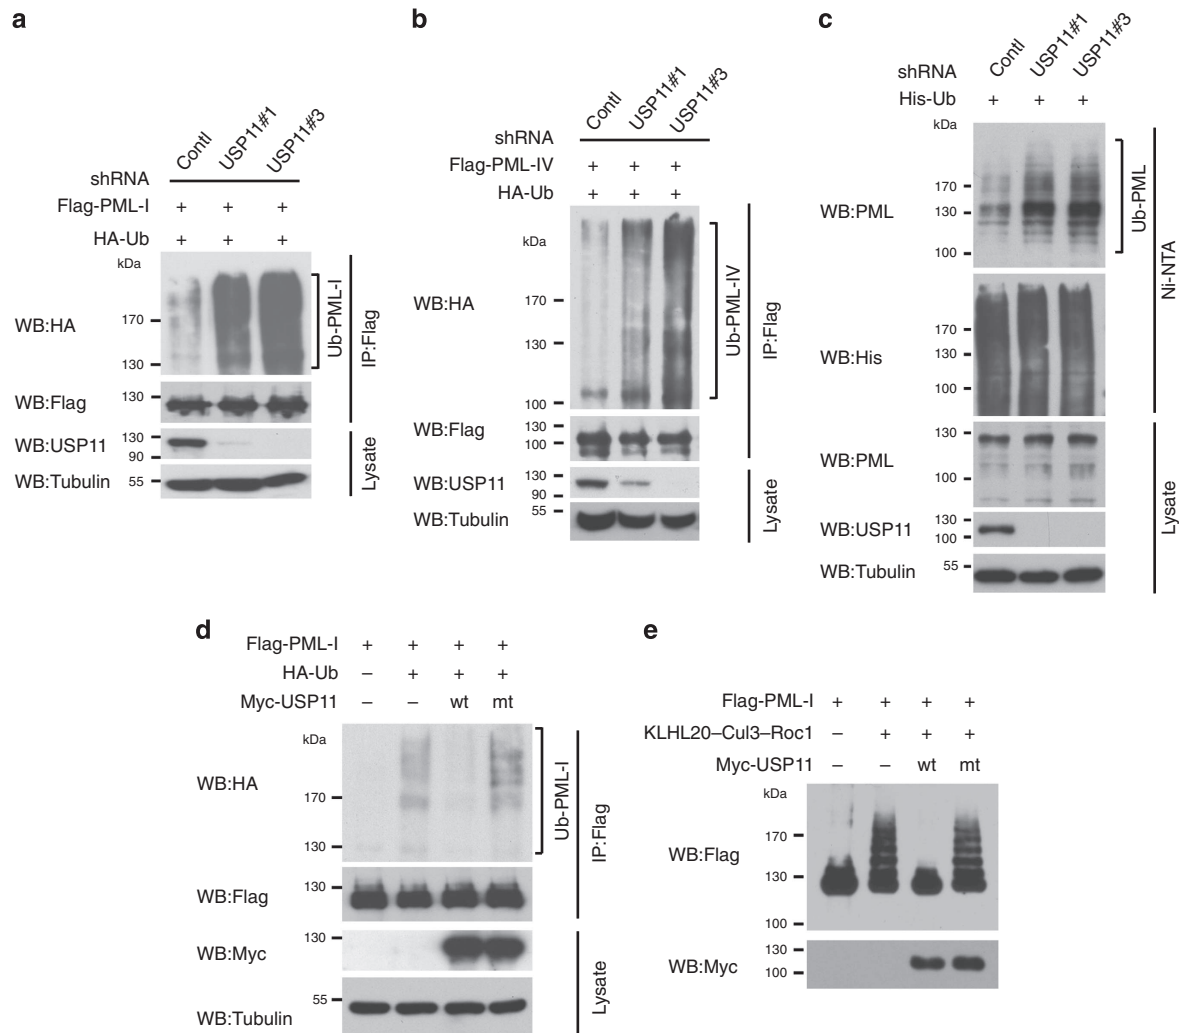 a
Contl USP11#1 USP11#3
shRNA
Flag-PML-I + + +
HA-Ub + + +
kDa
WB:HA 170 130 Ub-PML-I IP:Flag
WB:Flag 130
WB:USP11 130 90 Lysate
WB:Tubulin 55
b
Contl USP11#1 USP11#3
shRNA
Flag-PML-IV + + +
HA-Ub + + +
kDa
WB:HA 170 130 100 Ub-PML-IV IP:Flag
WB:Flag 130 100
WB:USP11 130 90 Lysate
WB:Tubulin 55
c
Contl USP11#1 USP11#3
shRNA
His-Ub + + +
kDa
WB:PML 170 130 100 Ub-PML Ni-NTA
WB:His 170 130 100
WB:PML 130 100 Lysate
WB:USP11 130 100
WB:Tubulin 55
d
Flag-PML-I + + + +
HA-Ub – + + +
Myc-USP11 – – wt mt
kDa
WB:HA 170 130 Ub-PML-I IP:Flag
WB:Flag 130
WB:Myc 130 Lysate
WB:Tubulin 55
e
Flag-PML-I + + + +
KLHL20–Cul3–Roc1 – + + +
Myc-USP11 – – wt mt
kDa
WB:Flag 170 130 100
WB:Myc 130 100